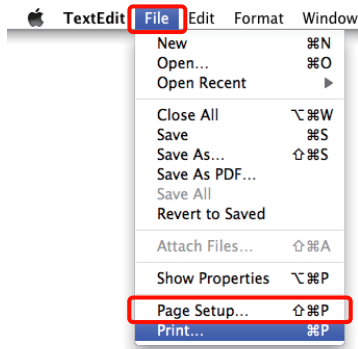 TextEdit File Edit Format Window
New ⌘N
Open... ⌘O
Open Recent ▶
Close All ⌥⌘W
Save ⌘S
Save As... ⇧⌘S
Save As PDF...
Save All
Revert to Saved
Attach Files... ⇧⌘A
Show Properties ⌥⌘P
Page Setup... ⇧⌘P
Print... ⌘P